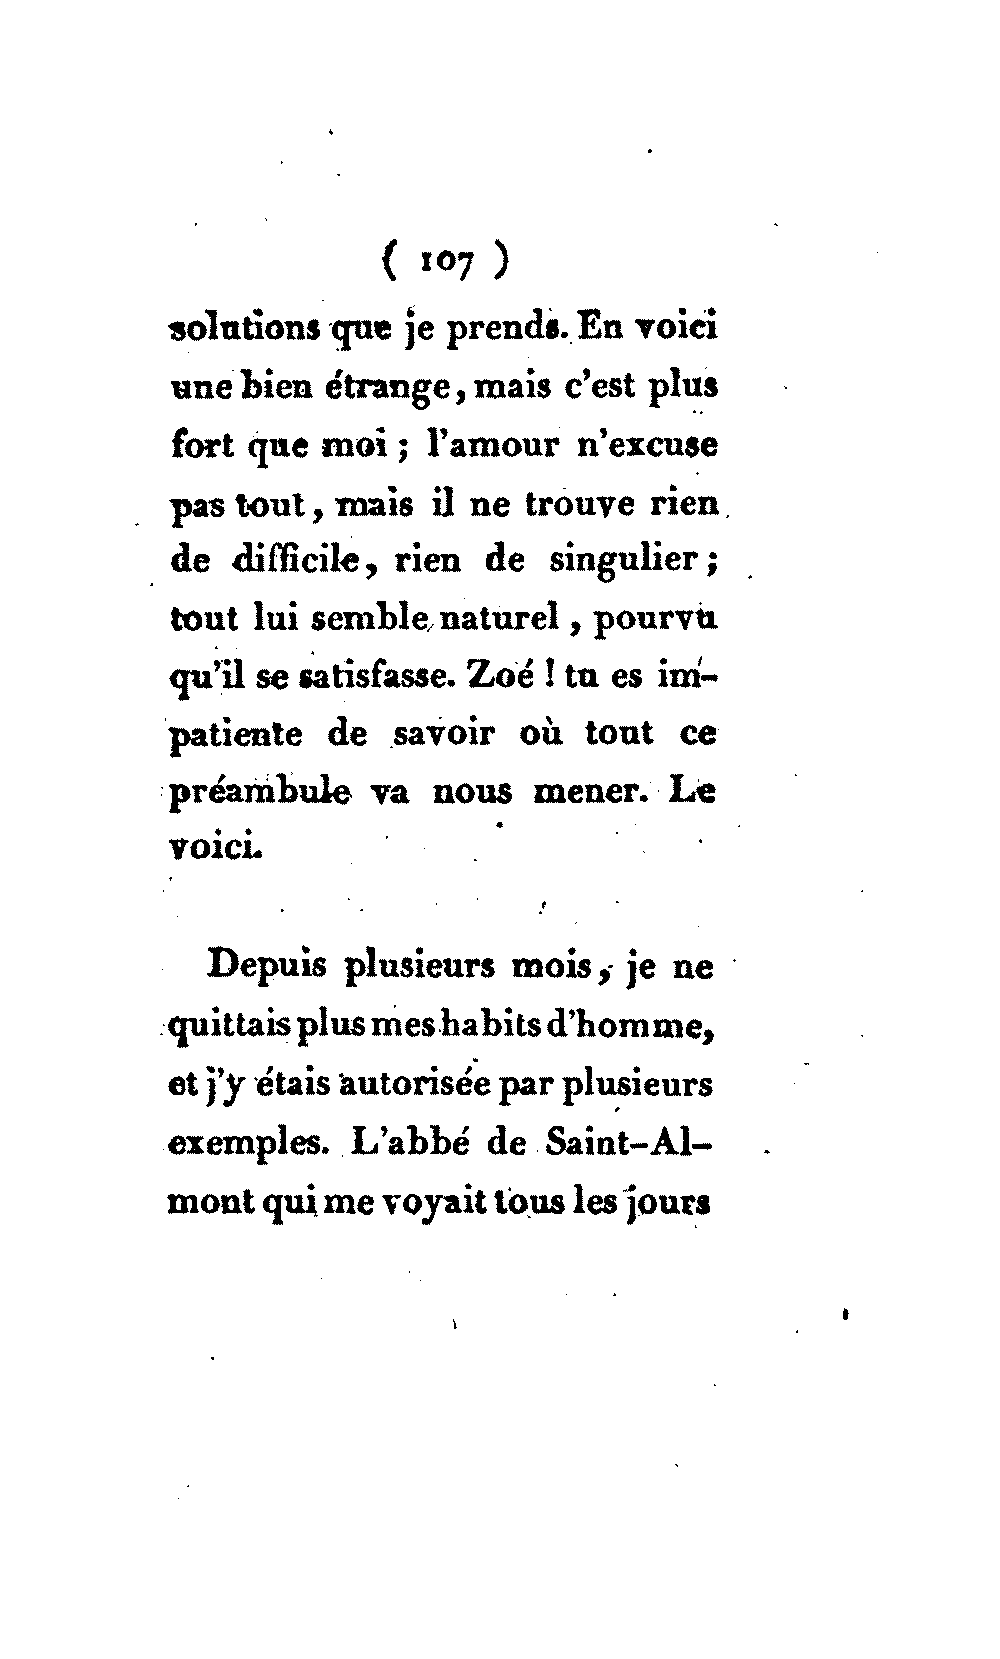 ( 107 )
solutions que je prends. En voici
une bien étrange, mais c'est plus
fort que moi ; l'amour n'excuse
pas tout, mais il ne trouve rien
de difficile, rien de singulier ;
tout lui semble naturel, pourvu
qu'il se satisfasse. Zoé ! tu es im-
patiente de savoir où tout ce
préambule va nous mener. Le
voici.
Depuis plusieurs mois, je ne
quittais plus mes habits d'homme,
et j'y étais autorisée par plusieurs
exemples. L'abbé de Saint-Al-
mont qui me voyait tous les jours